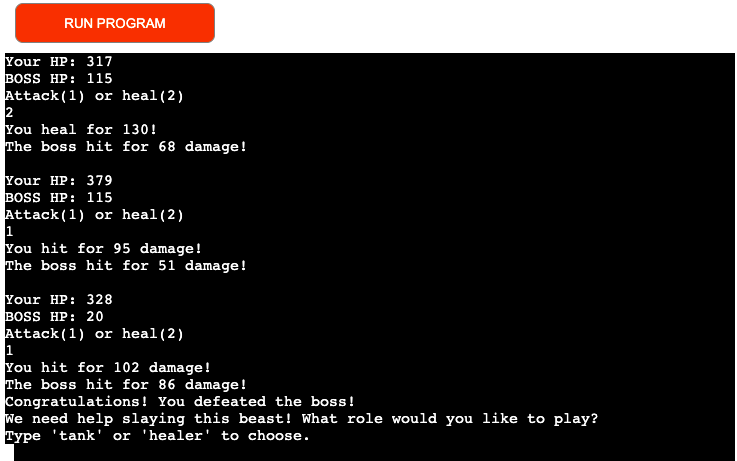 RUN PROGRAM
Your HP: 317
BOSS HP: 115
Attack(1) or heal(2)
2
You heal for 130!
The boss hit for 68 damage!
Your HP: 379
BOSS HP: 115
Attack(1) or heal(2)
1
You hit for 95 damage!
The boss hit for 51 damage!
Your HP: 328
BOSS HP: 20
Attack(1) or heal(2)
1
You hit for 102 damage!
The boss hit for 86 damage!
Congratulations! You defeated the boss!
We need help slaying this beast! What role would you like to play?
Type 'tank' or 'healer' to choose.